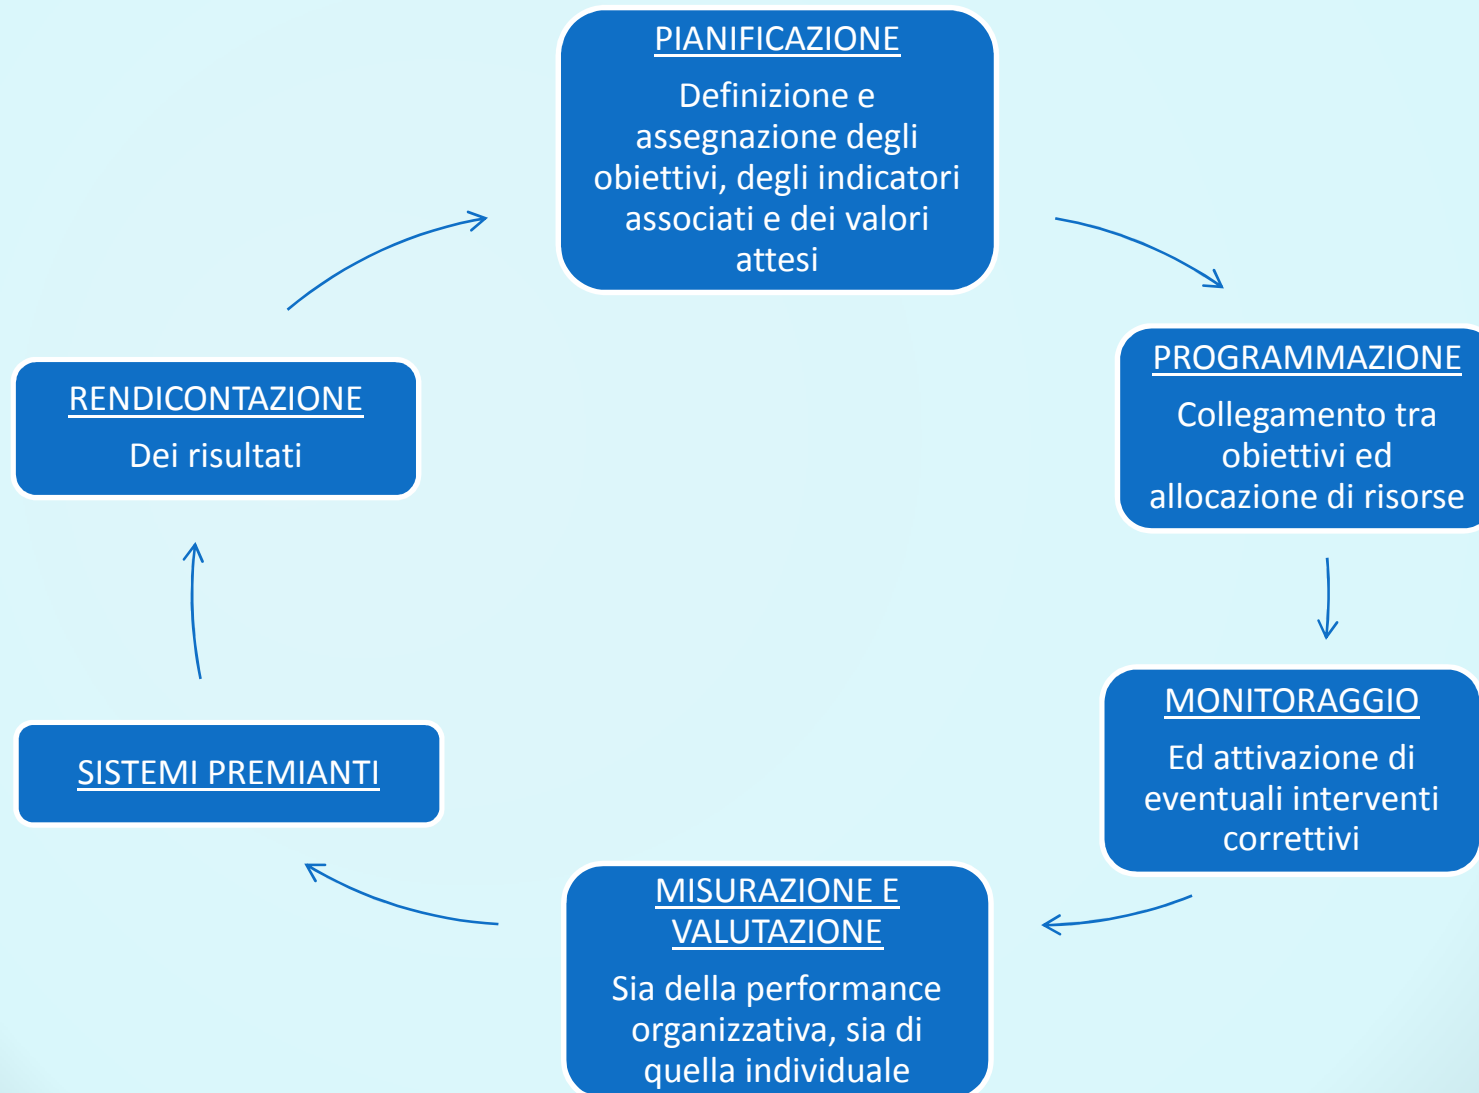 PIANIFICAZIONE
Definizione e
assegnazione degli
obiettivi, degli indicatori
associati e dei valori
attesi
PROGRAMMAZIONE
Collegamento tra
obiettivi ed
allocazione di risorse
MONITORAGGIO
Ed attivazione di
eventuali interventi
correttivi
MISURAZIONE E
VALUTAZIONE
Sia della performance
organizzativa, sia di
quella individuale
SISTEMI PREMIANTI
RENDICONTAZIONE
Dei risultati